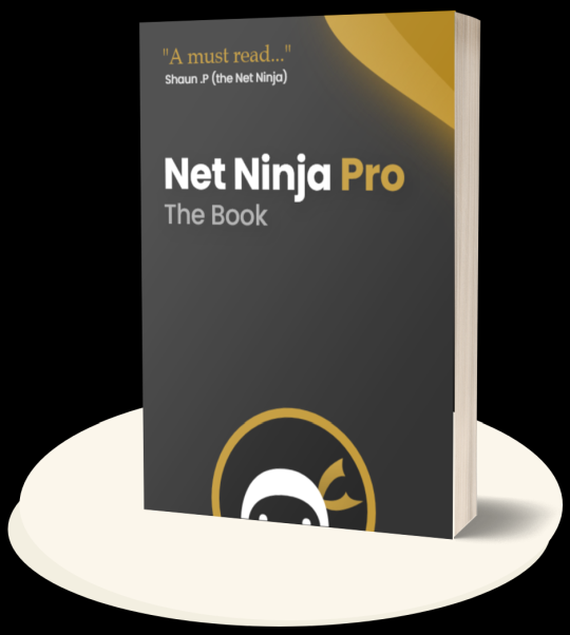 "A must read..."
Shaun .P (the Net Ninja)
Net Ninja Pro
The Book